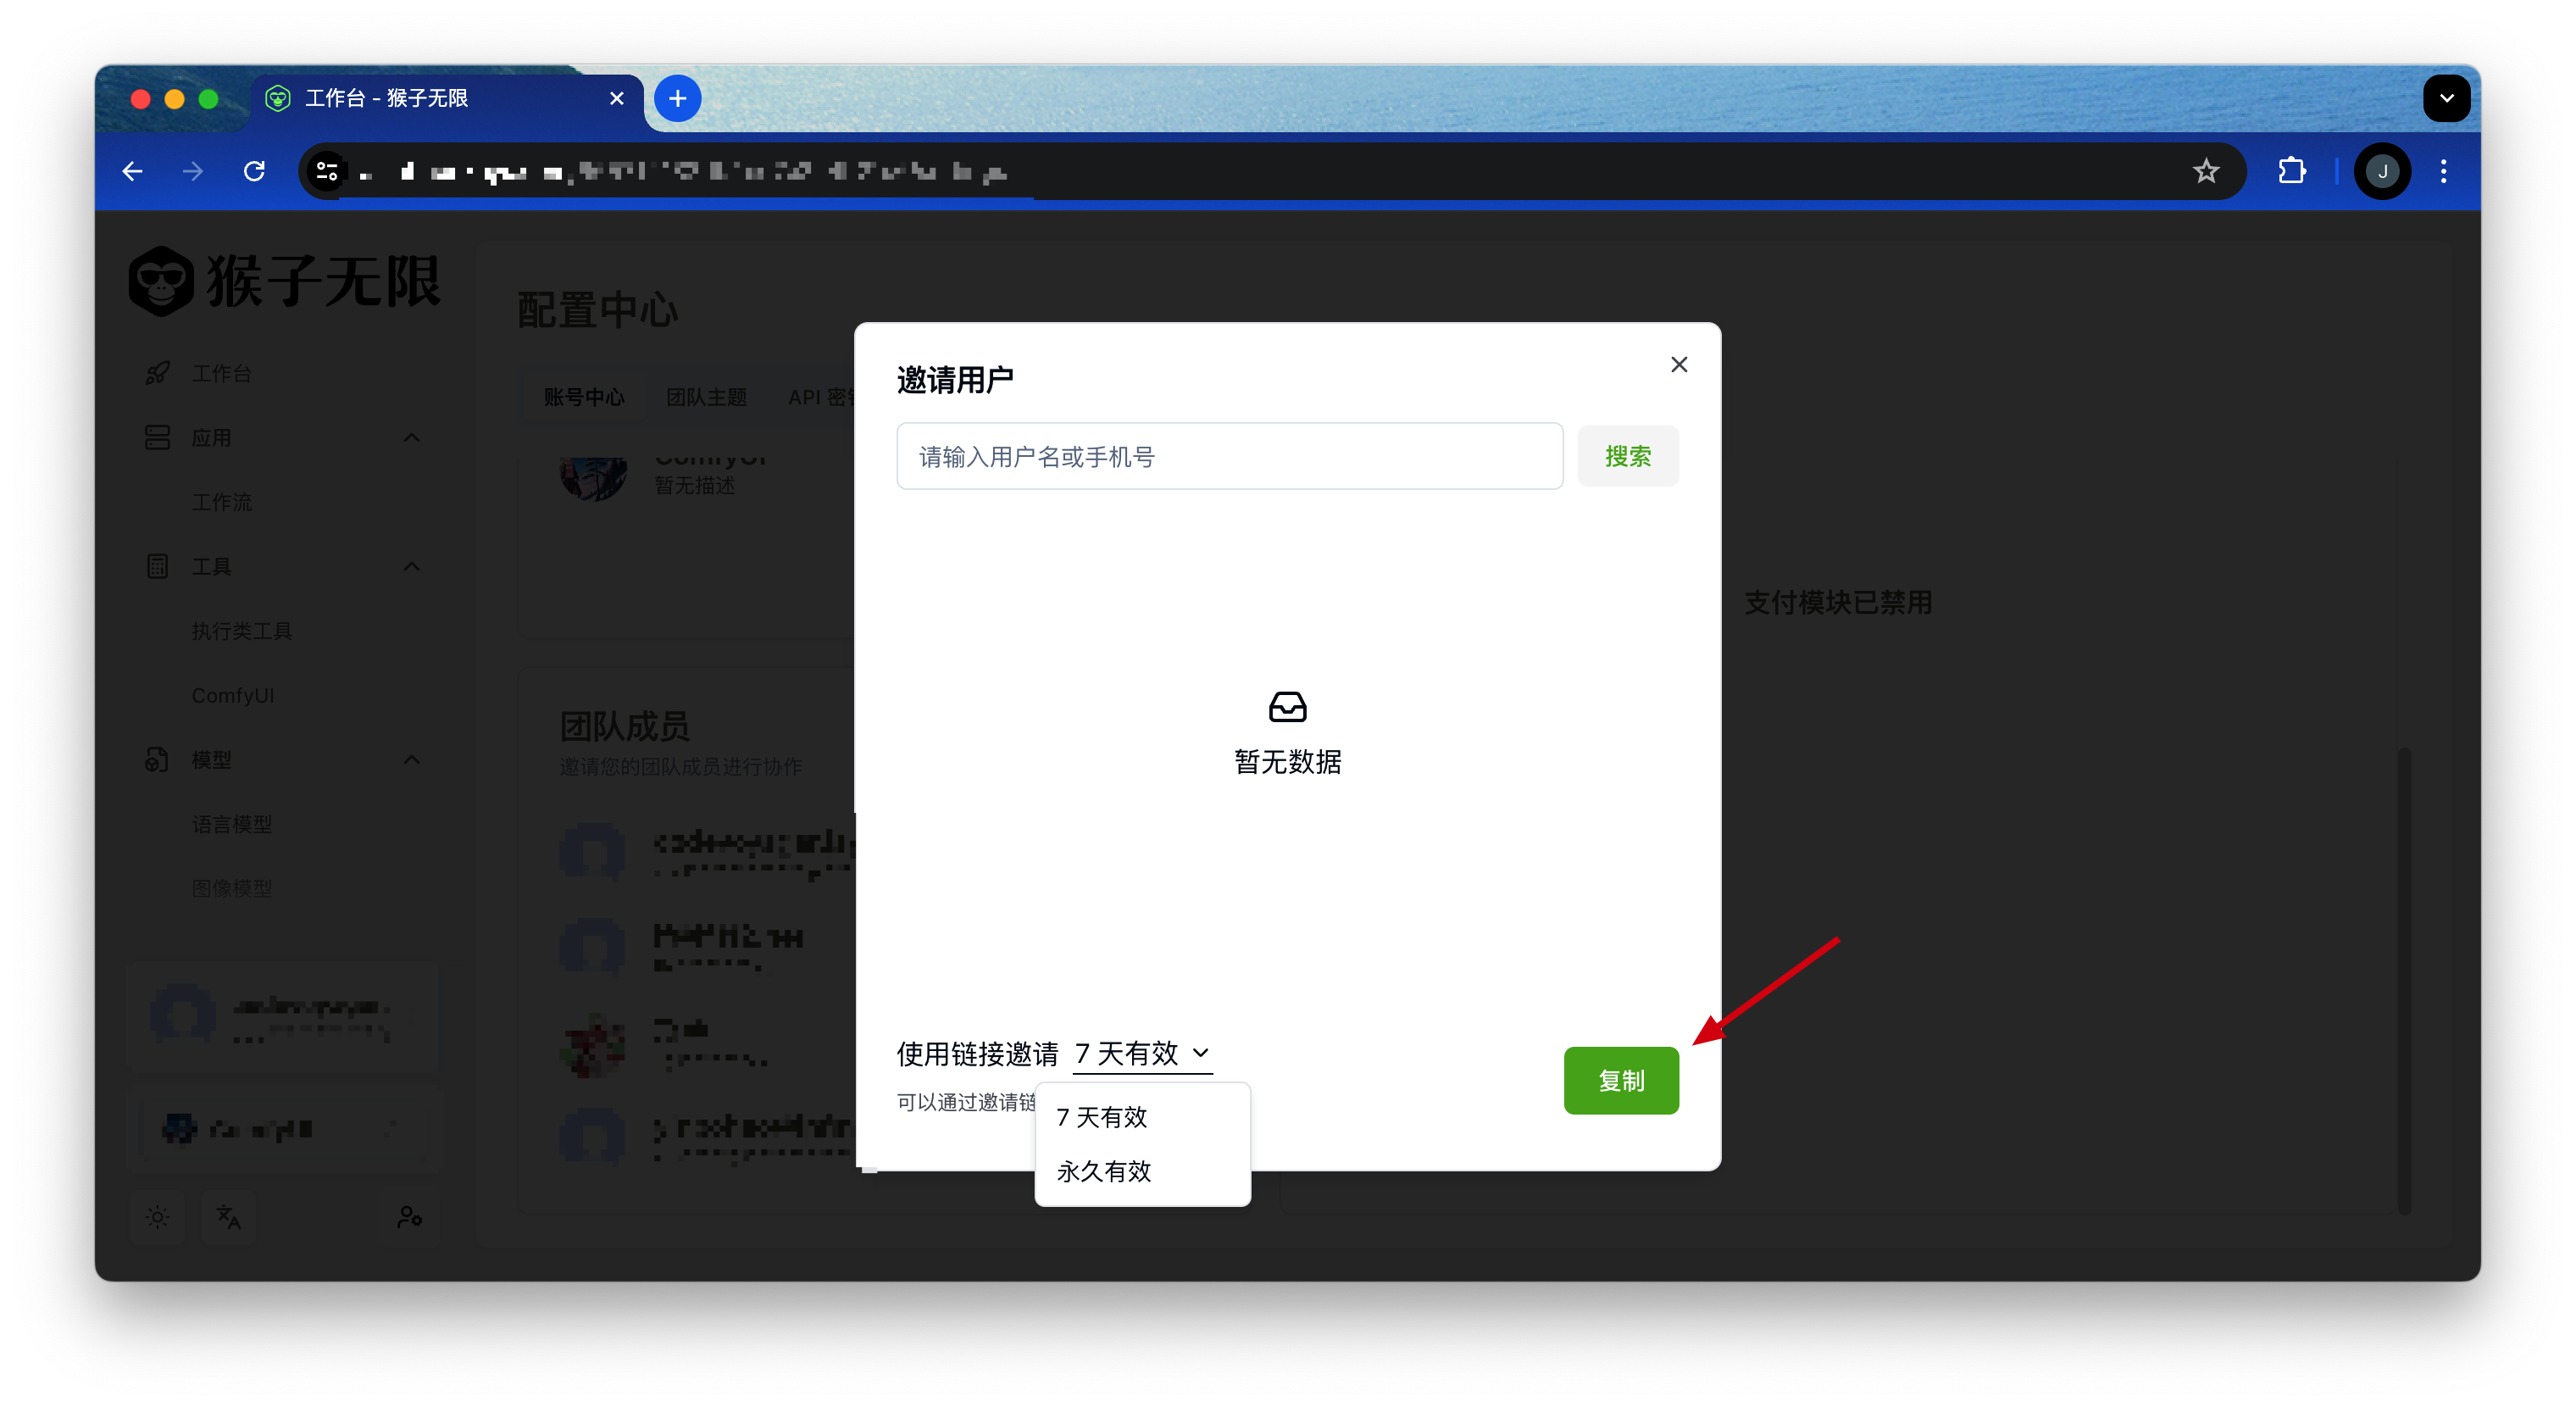 工作台 - 猴子无限
J
猴子无限
工作台
应用
工作流
工具
执行类工具
ComfyUI
模型
语言模型
图像模型
配置中心
账号中心
团队主题
API 密
ComfyUI
暂无描述
支付模块已禁用
团队成员
邀请您的团队成员进行协作
邀请用户
请输入用户名或手机号
搜索
暂无数据
使用链接邀请
7 天有效
可以通过邀请链
7 天有效
永久有效
复制